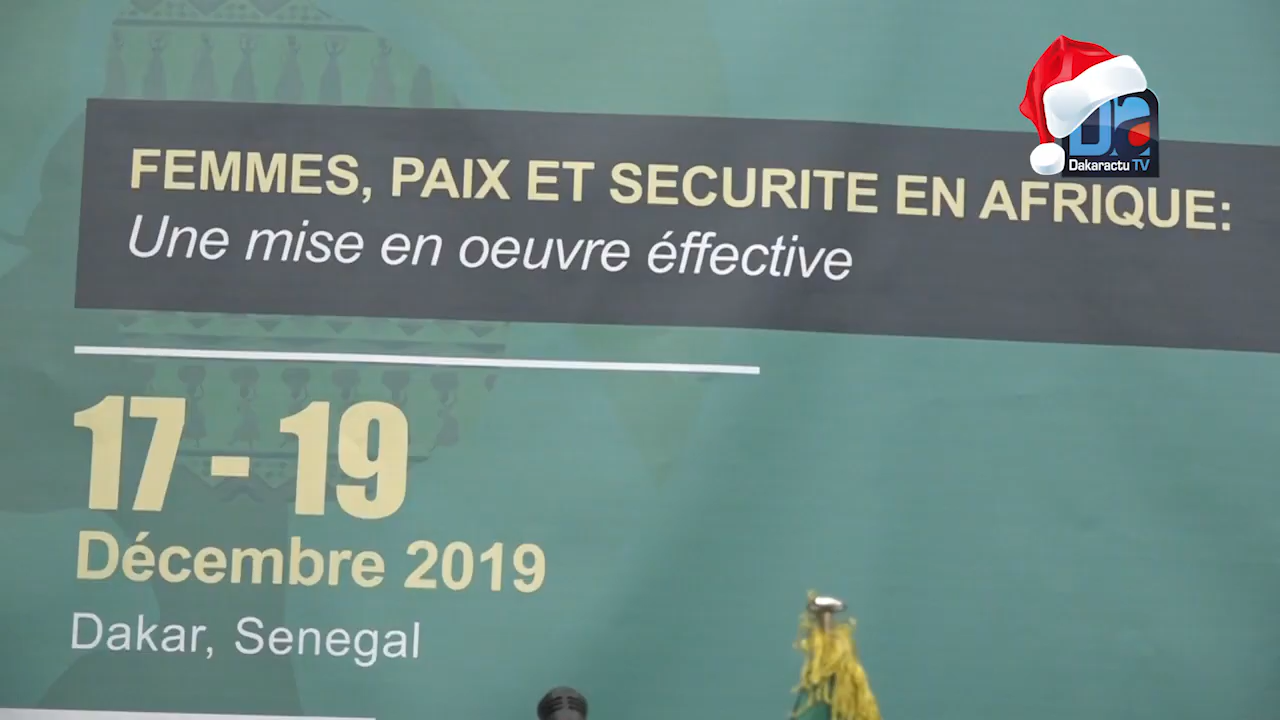 Da
Dakaractu TV
FEMMES, PAIX ET SECURITE EN AFRIQUE:
Une mise en oeuvre éffective
17 - 19
Décembre 2019
Dakar, Senegal